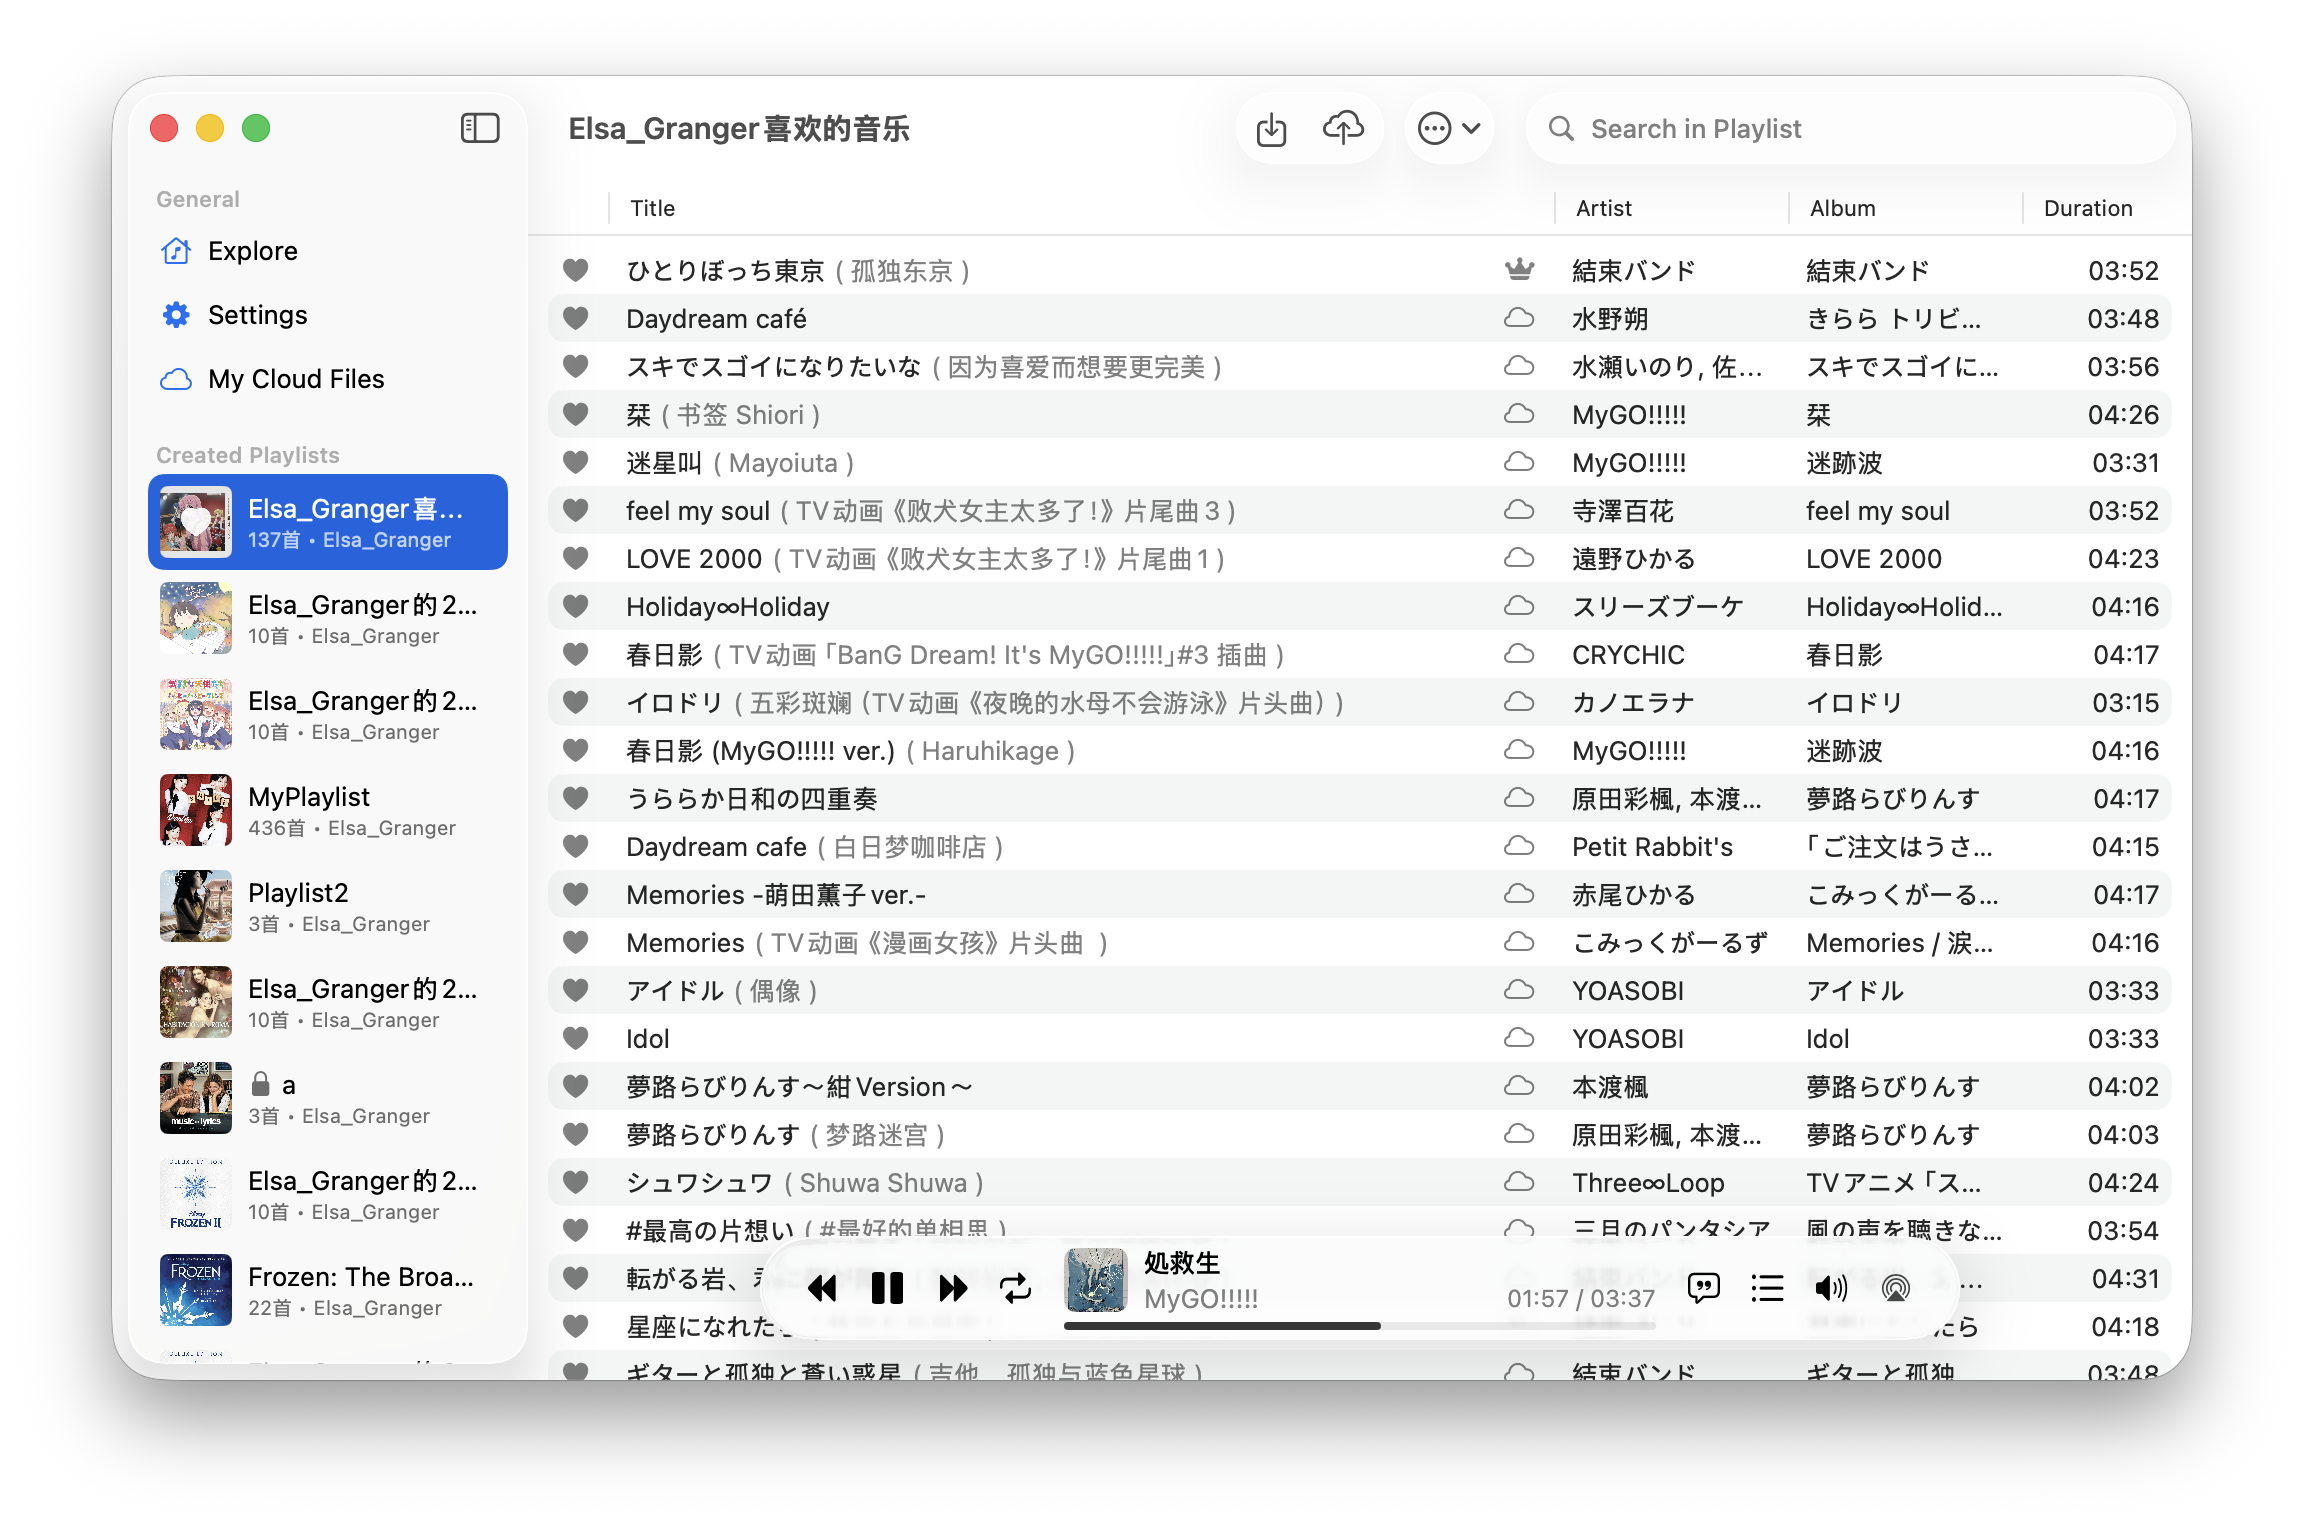 Elsa_Granger喜欢的音乐
Search in Playlist
General
Explore
Settings
My Cloud Files
Created Playlists
Elsa_Granger喜...
137首 • Elsa_Granger
Elsa_Granger的2...
10首 • Elsa_Granger
Elsa_Granger的2...
10首 • Elsa_Granger
MyPlaylist
436首 • Elsa_Granger
Playlist2
3首 • Elsa_Granger
Elsa_Granger的2...
10首 • Elsa_Granger
a
3首 • Elsa_Granger
Elsa_Granger的2...
10首 • Elsa_Granger
FROZEN II
Frozen: The Broa...
22首 • Elsa_Granger
FROZEN
Title Artist Album Duration
ひとりぼっち東京 ( 孤独东京 ) 結束バンド 結束バンド 03:52
Daydream café 水野朔 きらら トリビ... 03:48
スキでスゴイになりたいな ( 因为喜爱而想要更完美 ) 水瀬いのり, 佐... スキでスゴイに... 03:56
栞 ( 书签 Shiori ) MyGO!!!!! 栞 04:26
迷星叫 ( Mayoiuta ) MyGO!!!!! 迷跡波 03:31
feel my soul ( TV动画《败犬女主太多了!》片尾曲3 ) 寺澤百花 feel my soul 03:52
LOVE 2000 ( TV动画《败犬女主太多了!》片尾曲1 ) 遠野ひかる LOVE 2000 04:23
Holiday∞Holiday スリーズブーケ Holiday∞Holid... 04:16
春日影 ( TV动画「BanG Dream! It's MyGO!!!!!」#3 插曲 ) CRYCHIC 春日影 04:17
イロドリ ( 五彩斑斓（TV动画《夜晚的水母不会游泳》片头曲）) カノエラナ イロドリ 03:15
春日影 (MyGO!!!!! ver.) ( Haruhikage ) MyGO!!!!! 迷跡波 04:16
うららか日和の四重奏 原田彩楓, 本渡... 夢路らびりんす 04:17
Daydream cafe ( 白日梦咖啡店 ) Petit Rabbit's 「ご注文はうさ... 04:15
Memories -萌田薫子ver.- 赤尾ひかる こみっくがーる... 04:17
Memories ( TV动画《漫画女孩》片头曲 ) こみっくがーるず Memories / 涙... 04:16
アイドル ( 偶像 ) YOASOBI アイドル 03:33
Idol YOASOBI Idol 03:33
夢路らびりんす～紺Version～ 本渡楓 夢路らびりんす 04:02
夢路らびりんす ( 梦路迷宫 ) 原田彩楓, 本渡... 夢路らびりんす 04:03
シュワシュワ ( Shuwa Shuwa ) Three∞Loop TVアニメ「ス... 04:24
#最高の片想い ( #最好的单相思 ) 三月のパンタシア 風の声を聴きな... 03:54
転がる岩、 ... 04:31
星座になれた たら 04:18
ギターと孤独と蒼い惑星 ( 吉他、孤独与蓝色星球 ) 結束バンド ギターと孤独 03:48
処救生
MyGO!!!!!
01:57 / 03:37